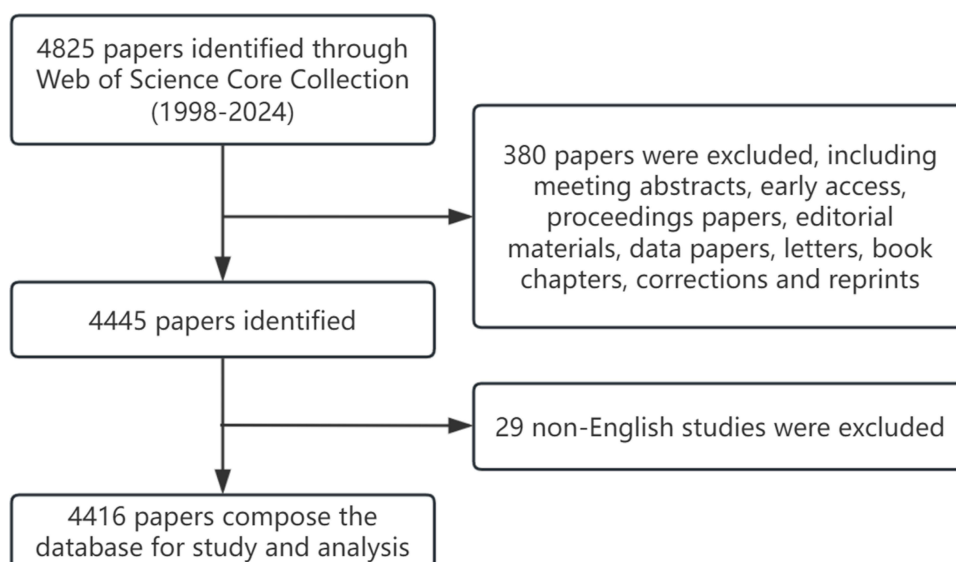 4825 papers identified through
Web of Science Core Collection
(1998-2024)
380 papers were excluded, including
meeting abstracts, early access,
proceedings papers, editorial
materials, data papers, letters, book
chapters, corrections and reprints
4445 papers identified
29 non-English studies were excluded
4416 papers compose the
database for study and analysis